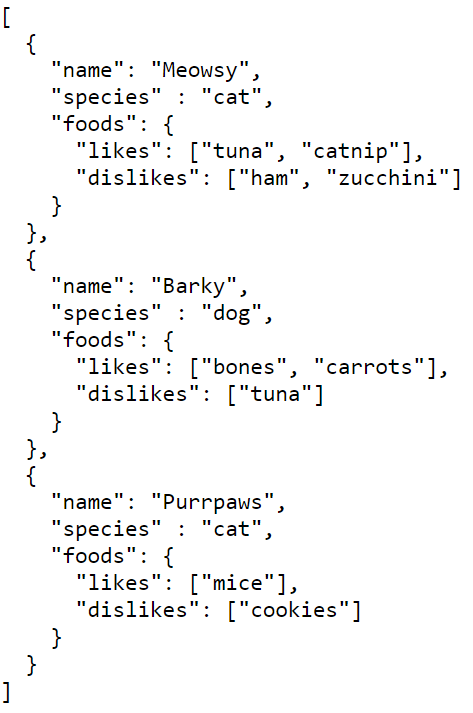 [
  {
    "name": "Meowsy",
    "species" : "cat",
    "foods": {
      "likes": ["tuna", "catnip"],
      "dislikes": ["ham", "zucchini"]
    }
  },
  {
    "name": "Barky",
    "species" : "dog",
    "foods": {
      "likes": ["bones", "carrots"],
      "dislikes": ["tuna"]
    }
  },
  {
    "name": "Purrpaws",
    "species" : "cat",
    "foods": {
      "likes": ["mice"],
      "dislikes": ["cookies"]
    }
  }
]